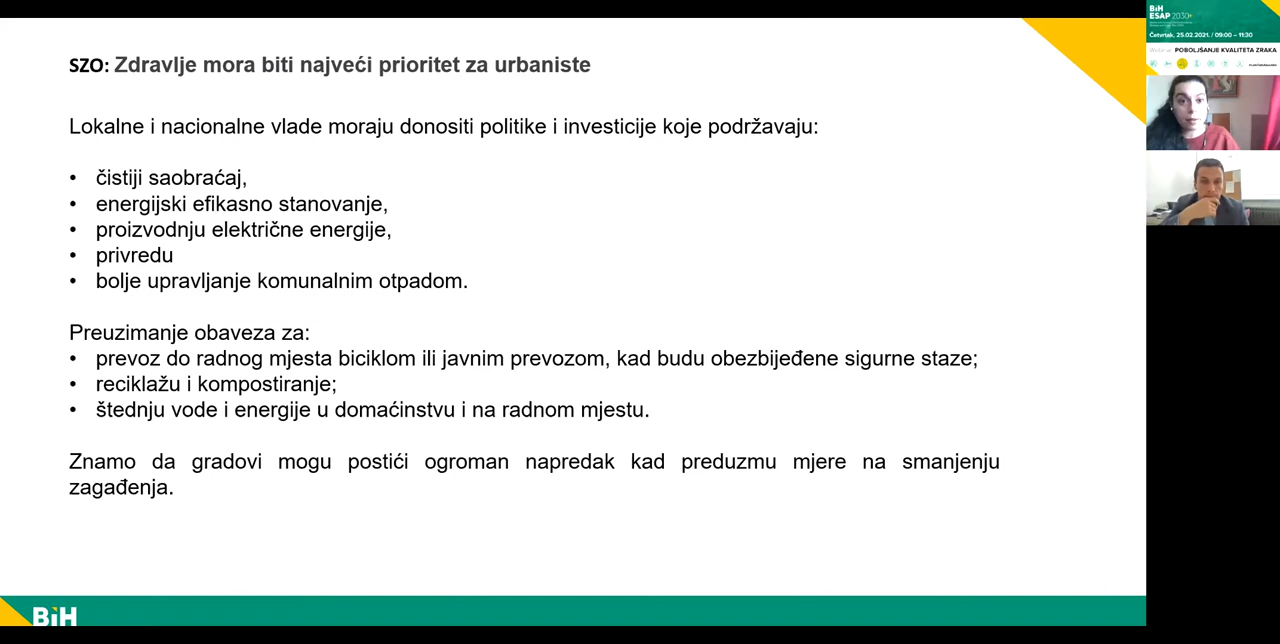 SZO: Zdravlje mora biti najveći prioritet za urbaniste
Lokalne i nacionalne vlade moraju donositi politike i investicije koje podržavaju:
• čistiji saobraćaj,
• energijski efikasno stanovanje,
• proizvodnju električne energije,
• privredu
• bolje upravljanje komunalnim otpadom.
Preuzimanje obaveza za:
• prevoz do radnog mjesta biciklom ili javnim prevozom, kad budu obezbijeđene sigurne staze;
• reciklažu i kompostiranje;
• štednju vode i energije u domaćinstvu i na radnom mjestu.
Znamo da gradovi mogu postići ogroman napredak kad preduzmu mjere na smanjenju
zagađenja.
BiH
BiH
ESAP 2030+
Četvrtak, 25.02.2021. / 09:00 – 11:30
Webinar: POBOLJŠANJE KVALITETA ZRAKA